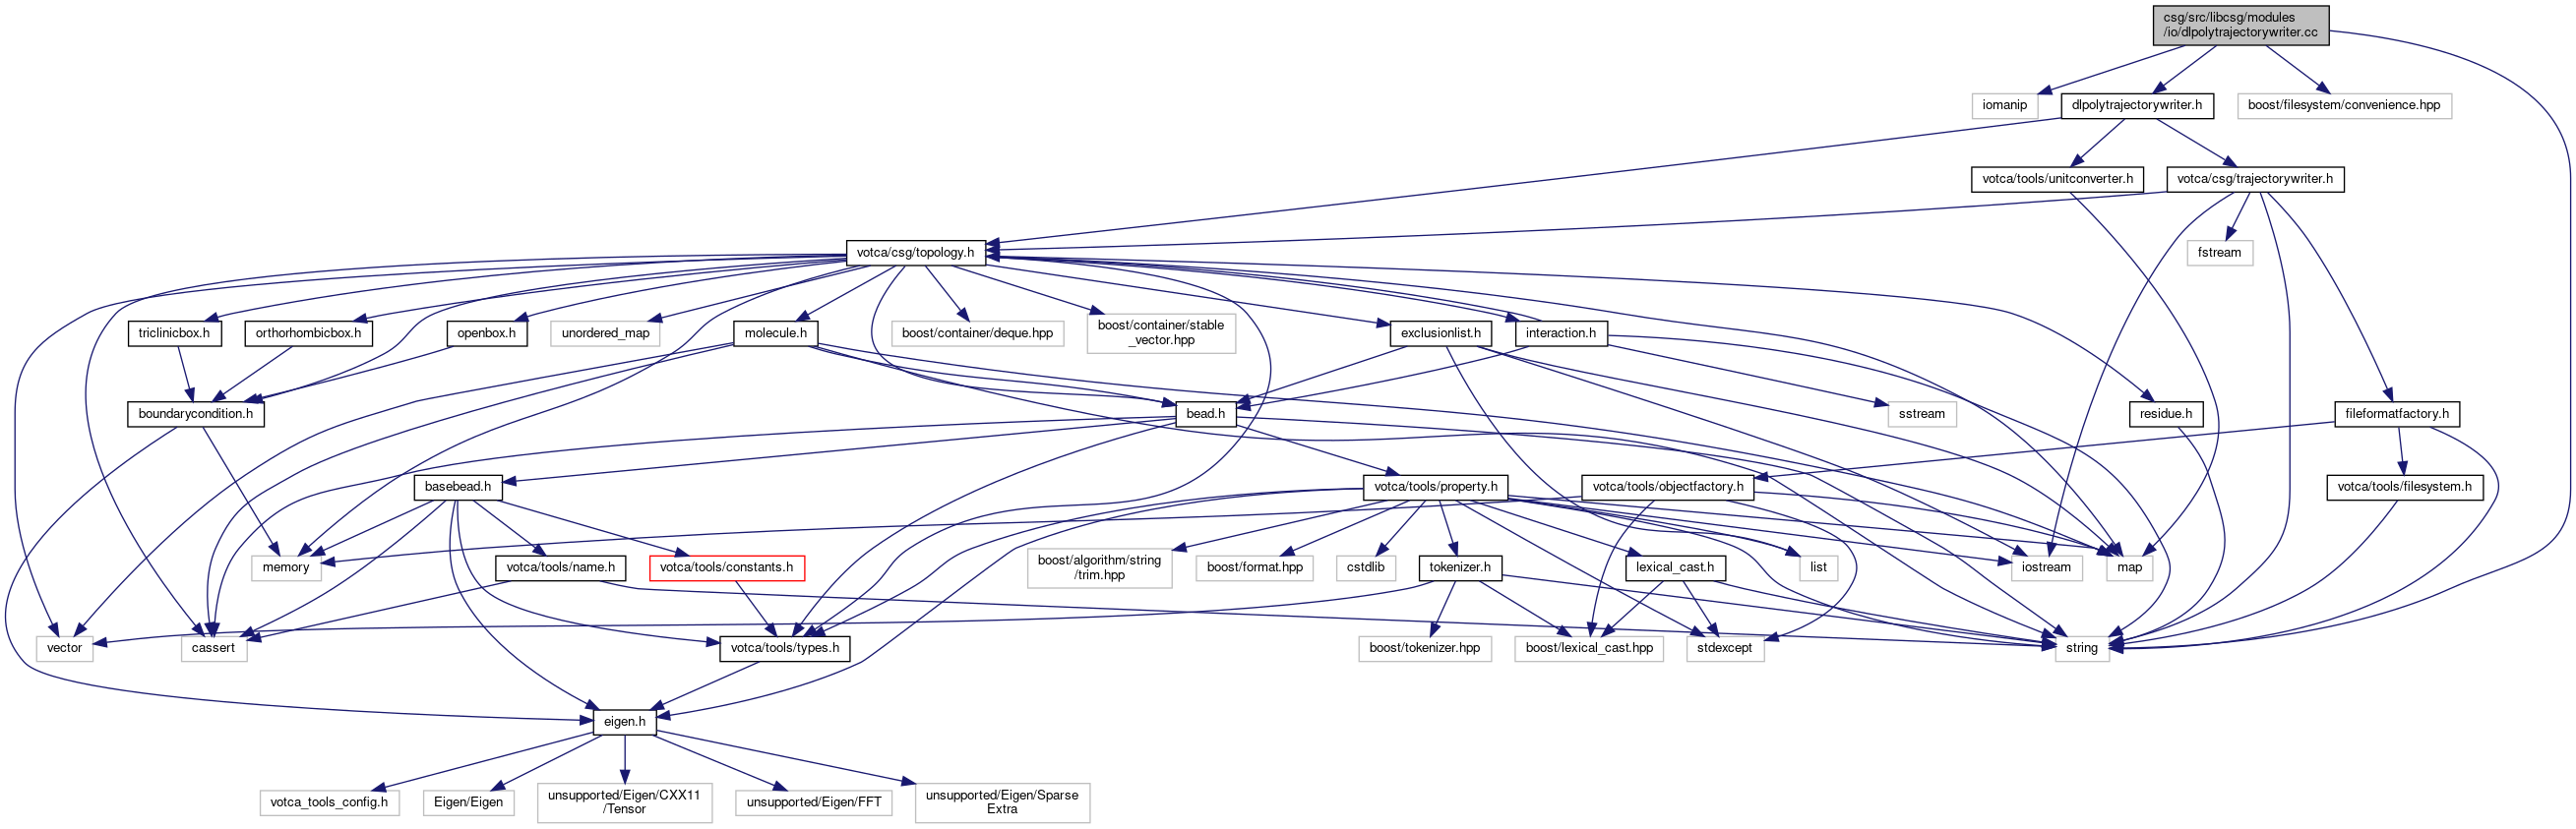 csg/src/libcsg/modules
/io/dlpolytrajectorywriter.cc
iomanip
dlpolytrajectorywriter.h
boost/filesystem/convenience.hpp
votca/tools/unitconverter.h
votca/csg/trajectorywriter.h
votca/csg/topology.h
fstream
triclinicbox.h
orthorhombicbox.h
openbox.h
unordered_map
molecule.h
boost/container/deque.hpp
boost/container/stable
_vector.hpp
exclusionlist.h
interaction.h
boundarycondition.h
bead.h
sstream
residue.h
fileformatfactory.h
basebead.h
votca/tools/property.h
votca/tools/objectfactory.h
votca/tools/filesystem.h
memory
votca/tools/name.h
votca/tools/constants.h
boost/algorithm/string
/trim.hpp
boost/format.hpp
cstdlib
tokenizer.h
lexical_cast.h
list
iostream
map
vector
cassert
votca/tools/types.h
boost/tokenizer.hpp
boost/lexical_cast.hpp
stdexcept
string
eigen.h
votca_tools_config.h
Eigen/Eigen
unsupported/Eigen/CXX11
/Tensor
unsupported/Eigen/FFT
unsupported/Eigen/Sparse
Extra